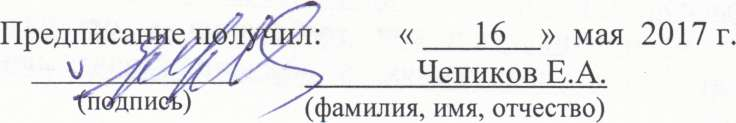 Предписание получил: « 16 » мая 2017 г.
Чепиков Е.А.
(подпись) (фамилия, имя, отчество)